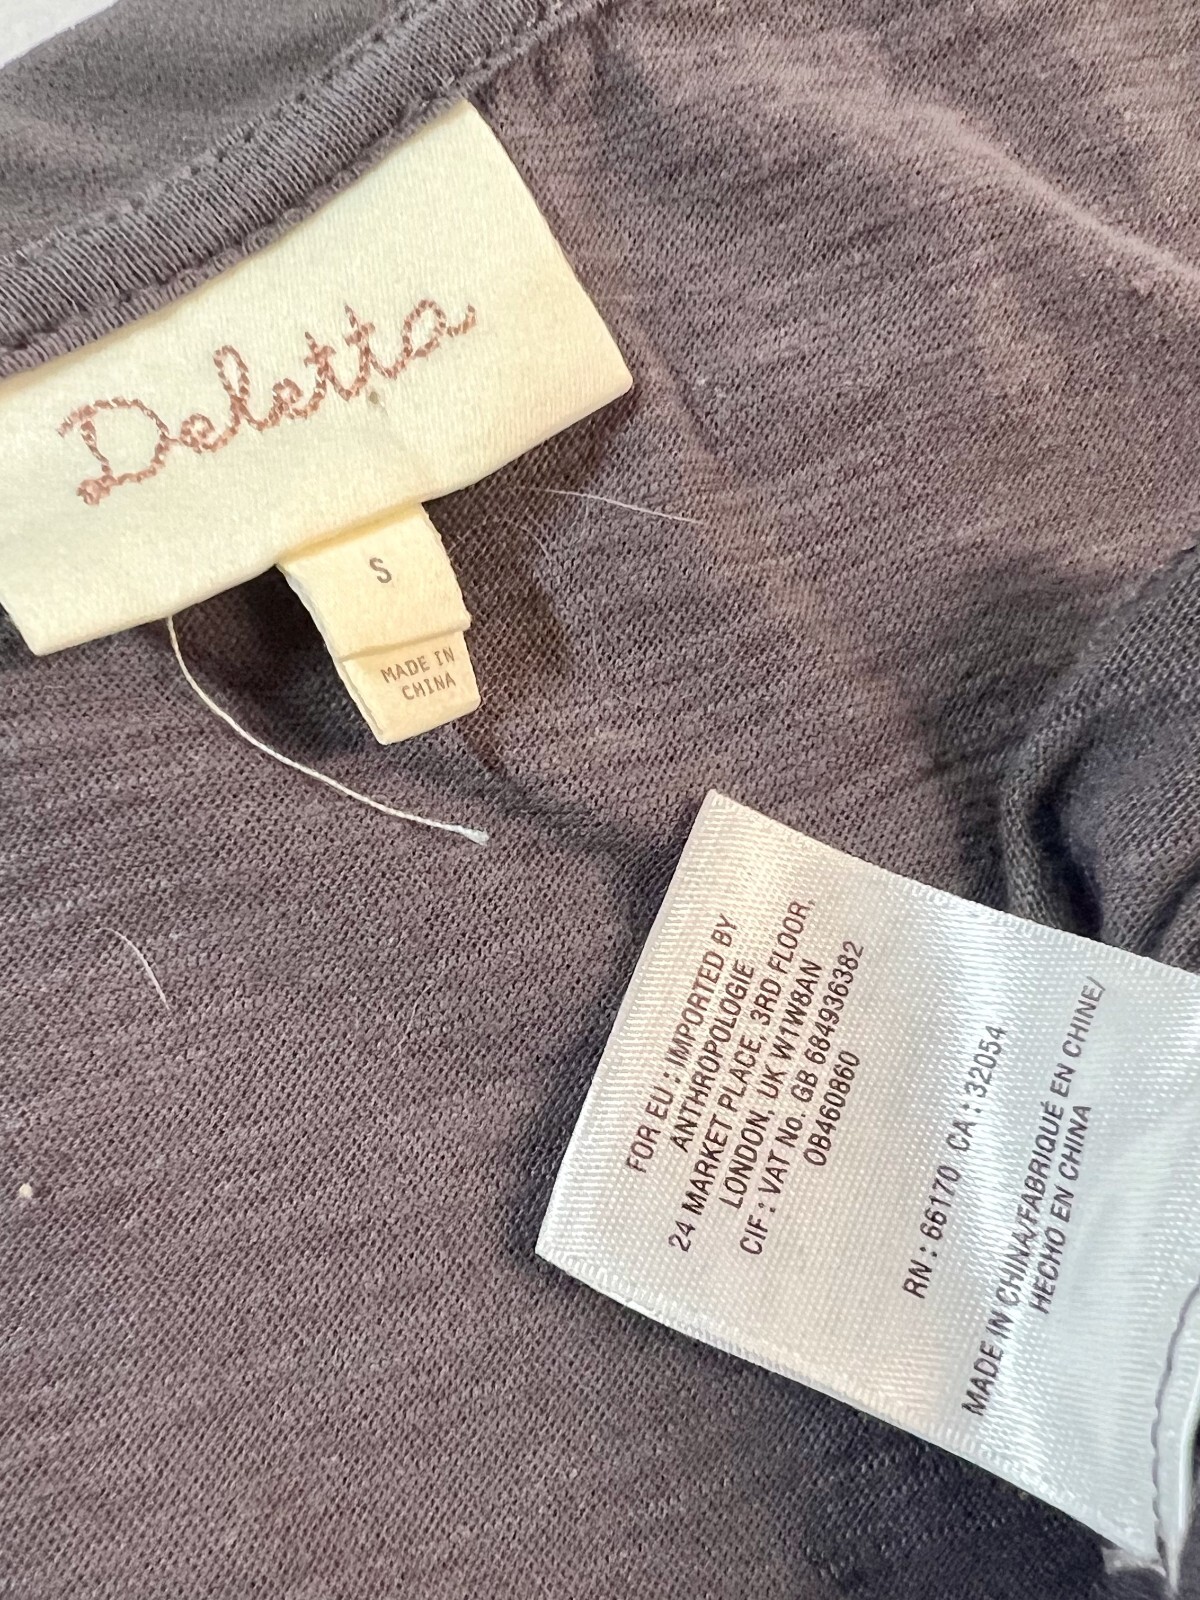 Deletta
S
MADE IN
CHINA
FOR EU : IMPORTED BY
ANTHROPOLOGIE
24 MARKET PLACE, 3RD FLOOR,
LONDON, UK W1W8AN
CIF : VAT No. GB 684936382
0B460860
RN : 66170 CA : 32054
MADE IN CHINA/FABRIQUÉ EN CHINE/
HECHO EN CHINA